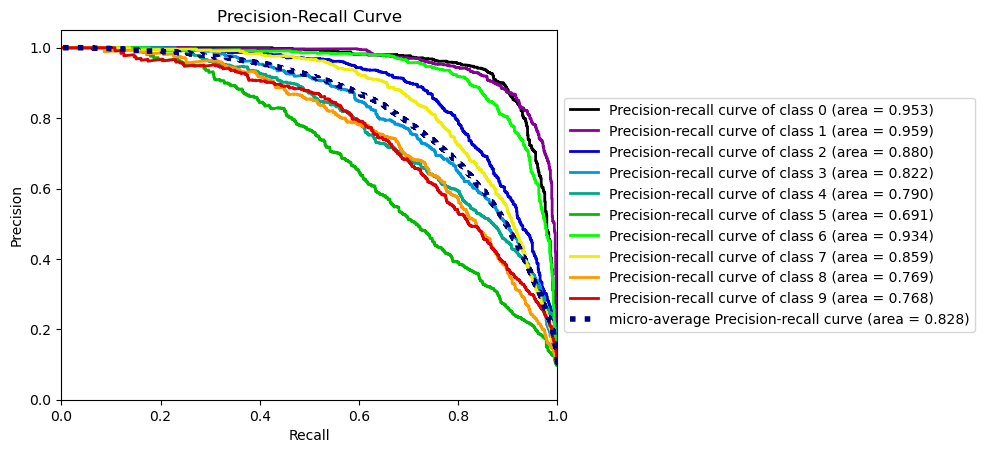 Precision-Recall Curve
1.0
0.8
0.6
0.4
0.2
0.0
Precision
0.0 0.2 0.4 0.6 0.8 1.0
Recall
Precision-recall curve of class 0 (area = 0.953)
Precision-recall curve of class 1 (area = 0.959)
Precision-recall curve of class 2 (area = 0.880)
Precision-recall curve of class 3 (area = 0.822)
Precision-recall curve of class 4 (area = 0.790)
Precision-recall curve of class 5 (area = 0.691)
Precision-recall curve of class 6 (area = 0.934)
Precision-recall curve of class 7 (area = 0.859)
Precision-recall curve of class 8 (area = 0.769)
Precision-recall curve of class 9 (area = 0.768)
micro-average Precision-recall curve (area = 0.828)